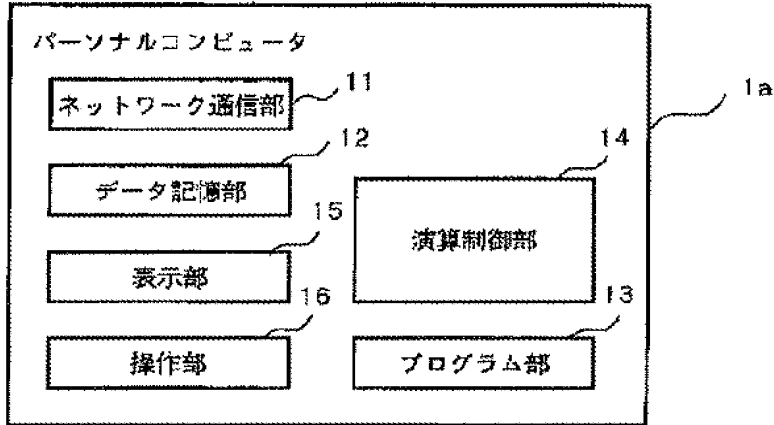 パーソナルコンピュータ
ネットワーク通信部
11
1a
12
データ記憶部
14
15
演算制御部
表示部
16
13
操作部
プログラム部